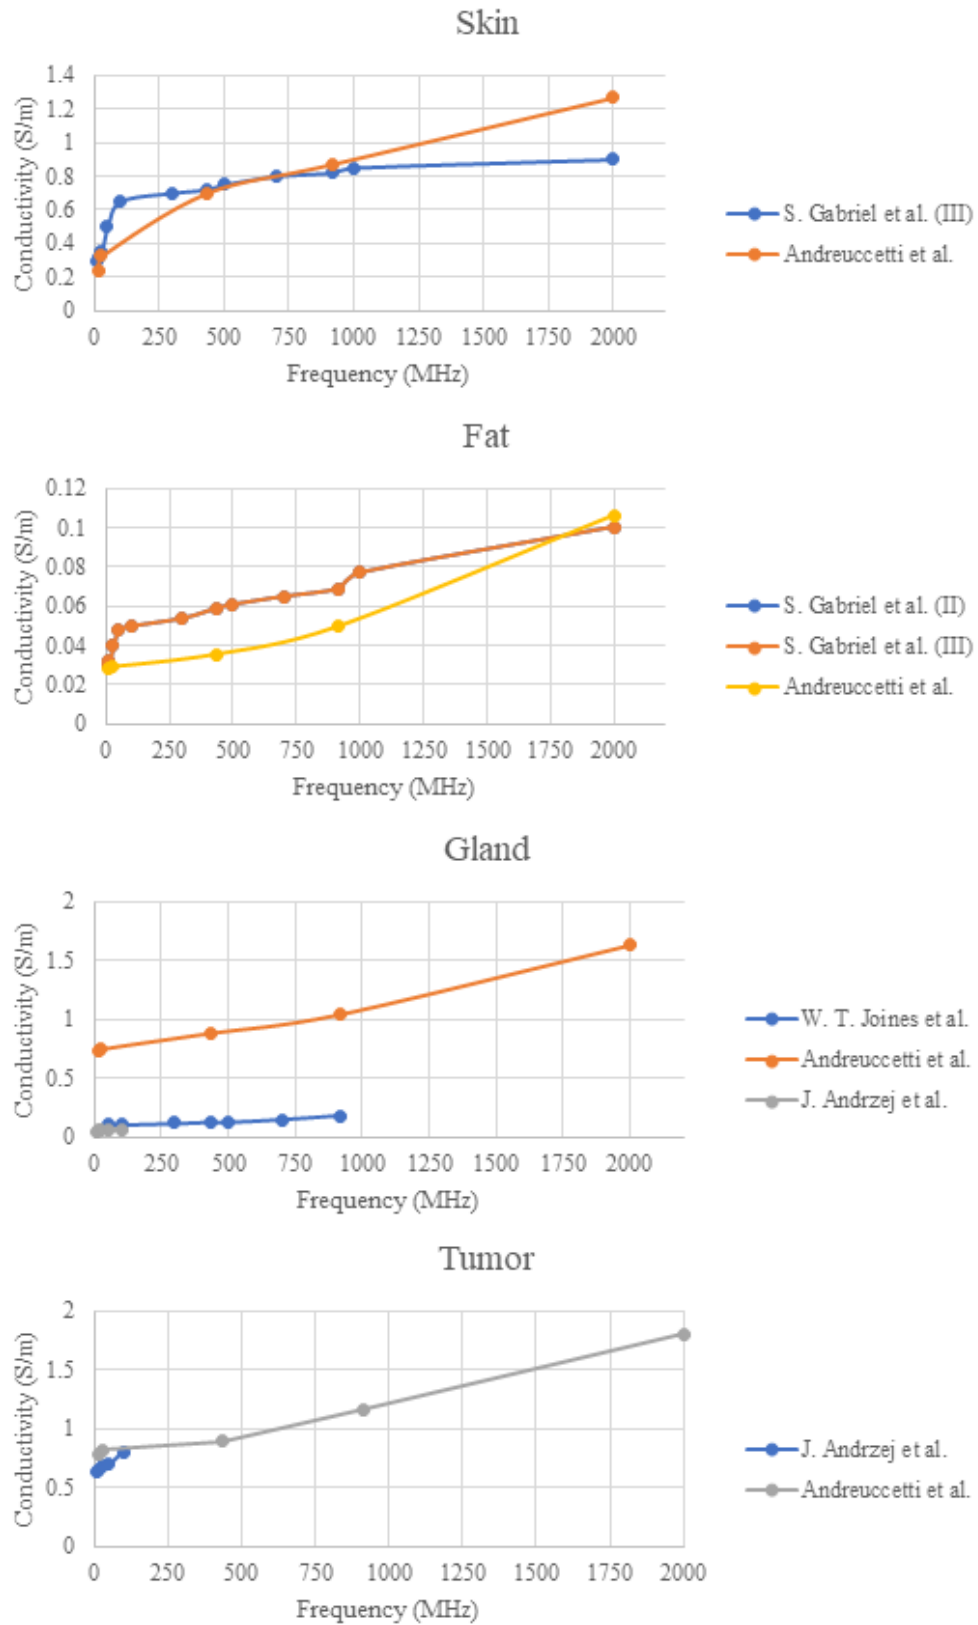 Skin
Conductivity (S/m)
1.4
1.2
1
0.8
0.6
0.4
0.2
0
0 250 500 750 1000 1250 1500 1750 2000
Frequency (MHz)
S. Gabriel et al. (III)
Andreuccetti et al.
Fat
Conductivity (S/m)
0.12
0.1
0.08
0.06
0.04
0.02
0
0 250 500 750 1000 1250 1500 1750 2000
Frequency (MHz)
S. Gabriel et al. (II)
S. Gabriel et al. (III)
Andreuccetti et al.
Gland
Conductivity (S/m)
2
1.5
1
0.5
0
0 250 500 750 1000 1250 1500 1750 2000
Frequency (MHz)
W. T. Joines et al.
Andreuccetti et al.
J. Andrzej et al.
Tumor
Conductivity (S/m)
2
1.5
1
0.5
0
0 250 500 750 1000 1250 1500 1750 2000
Frequency (MHz)
J. Andrzej et al.
Andreuccetti et al.